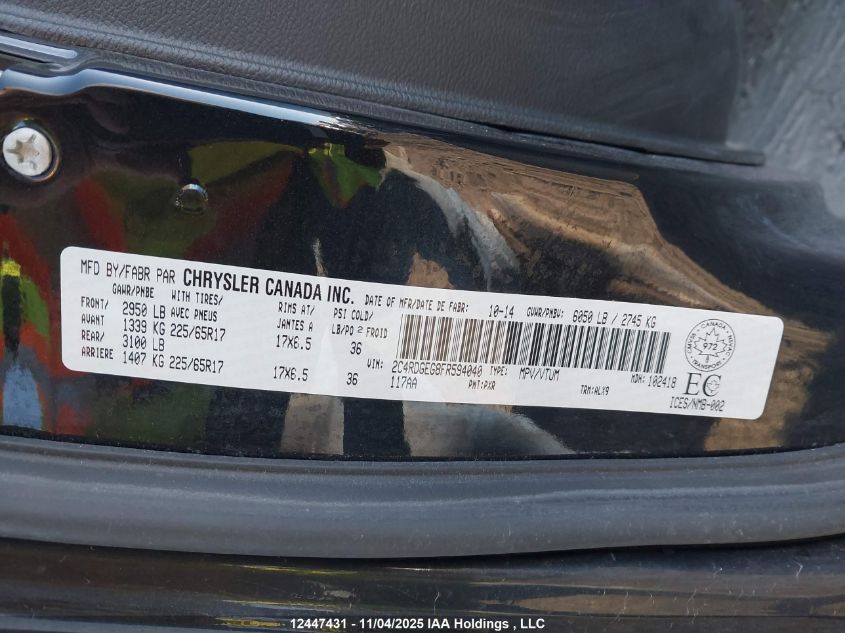 MFD BY/FABR PAR CHRYSLER CANADA INC. DATE OF MFR/DATE DE FABR: 10-14 GVWR/PNBV: 6050 LB / 2745 KG
GAWR/PNBE WITH TIRES/ RIMS AT/ PSI COLD/
FRONT/ 2950 LB AVEC PNEUS JANTES A LB/PO2 FROID
AVANT 1339 KG 225/65R17 17X6.5 36
REAR/ 3100 LB
ARRIERE 1407 KG 225/65R17 17X6.5 36
VIN: 2C4RDGEG8FR594040 TYPE: MPV/VTUM MDH: 102418
117AA PNT: PXR TRM: ALX9
CANADA
972
TRANSPORT
EC
ICES/NMB-002
12447431 - 11/04/2025 IAA Holdings , LLC